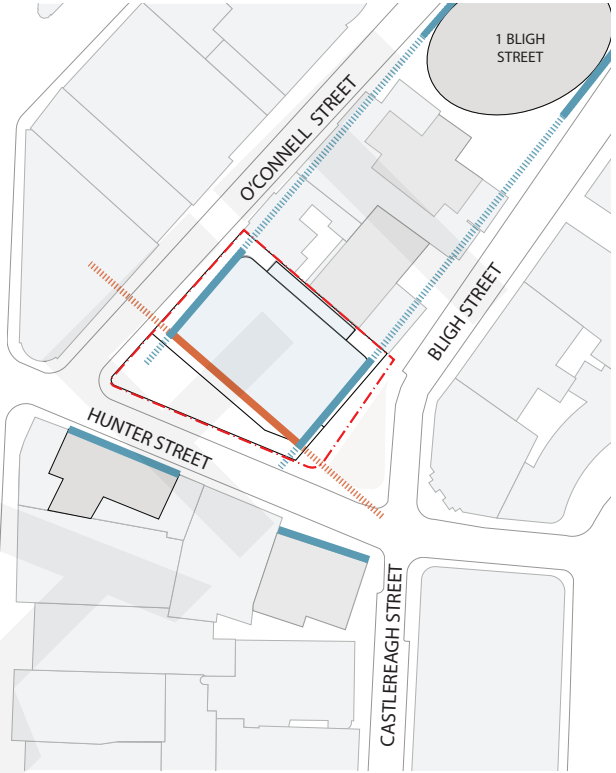 1 BLIGH
STREET
O'CONNELL STREET
BLIGH STREET
HUNTER STREET
CASTLEREAGH STREET